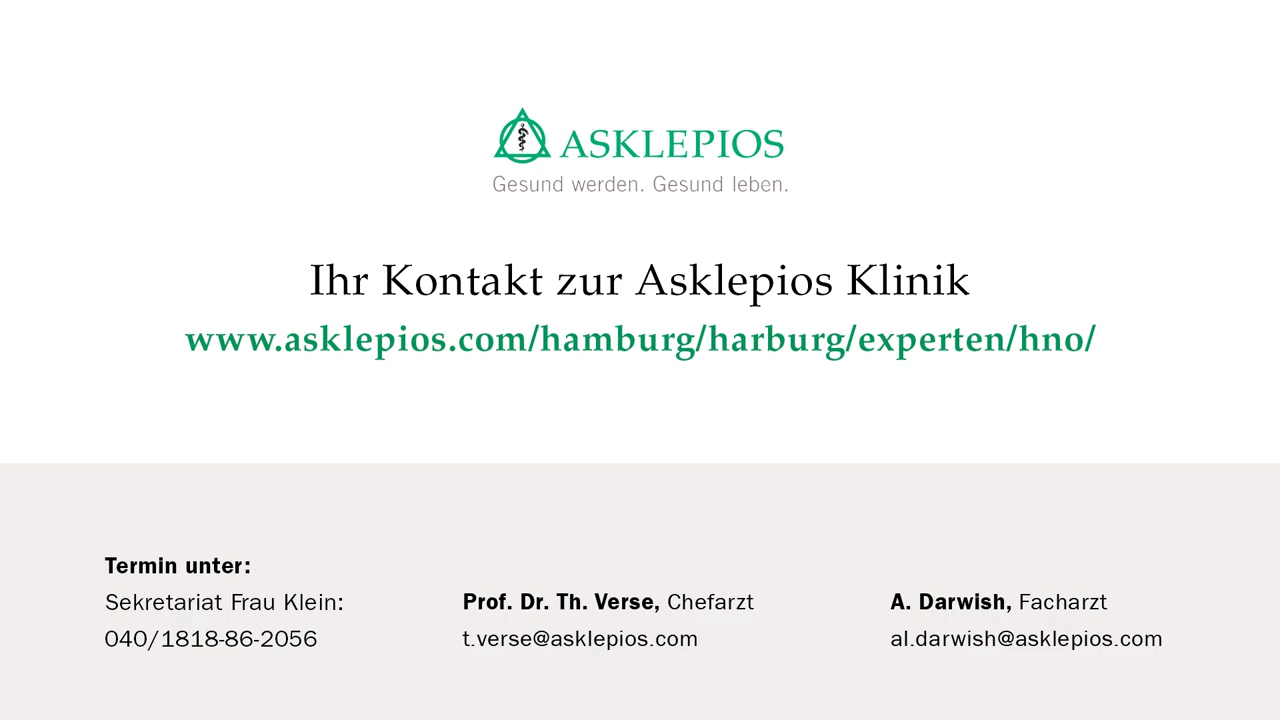 ASKLEPIOS
Gesund werden. Gesund leben.
Ihr Kontakt zur Asklepios Klinik
www.asklepios.com/hamburg/harburg/experten/hno/
Termin unter:
Sekretariat Frau Klein:
040/1818-86-2056
Prof. Dr. Th. Verse, Chefarzt
t.verse@asklepios.com
A. Darwish, Facharzt
al.darwish@asklepios.com